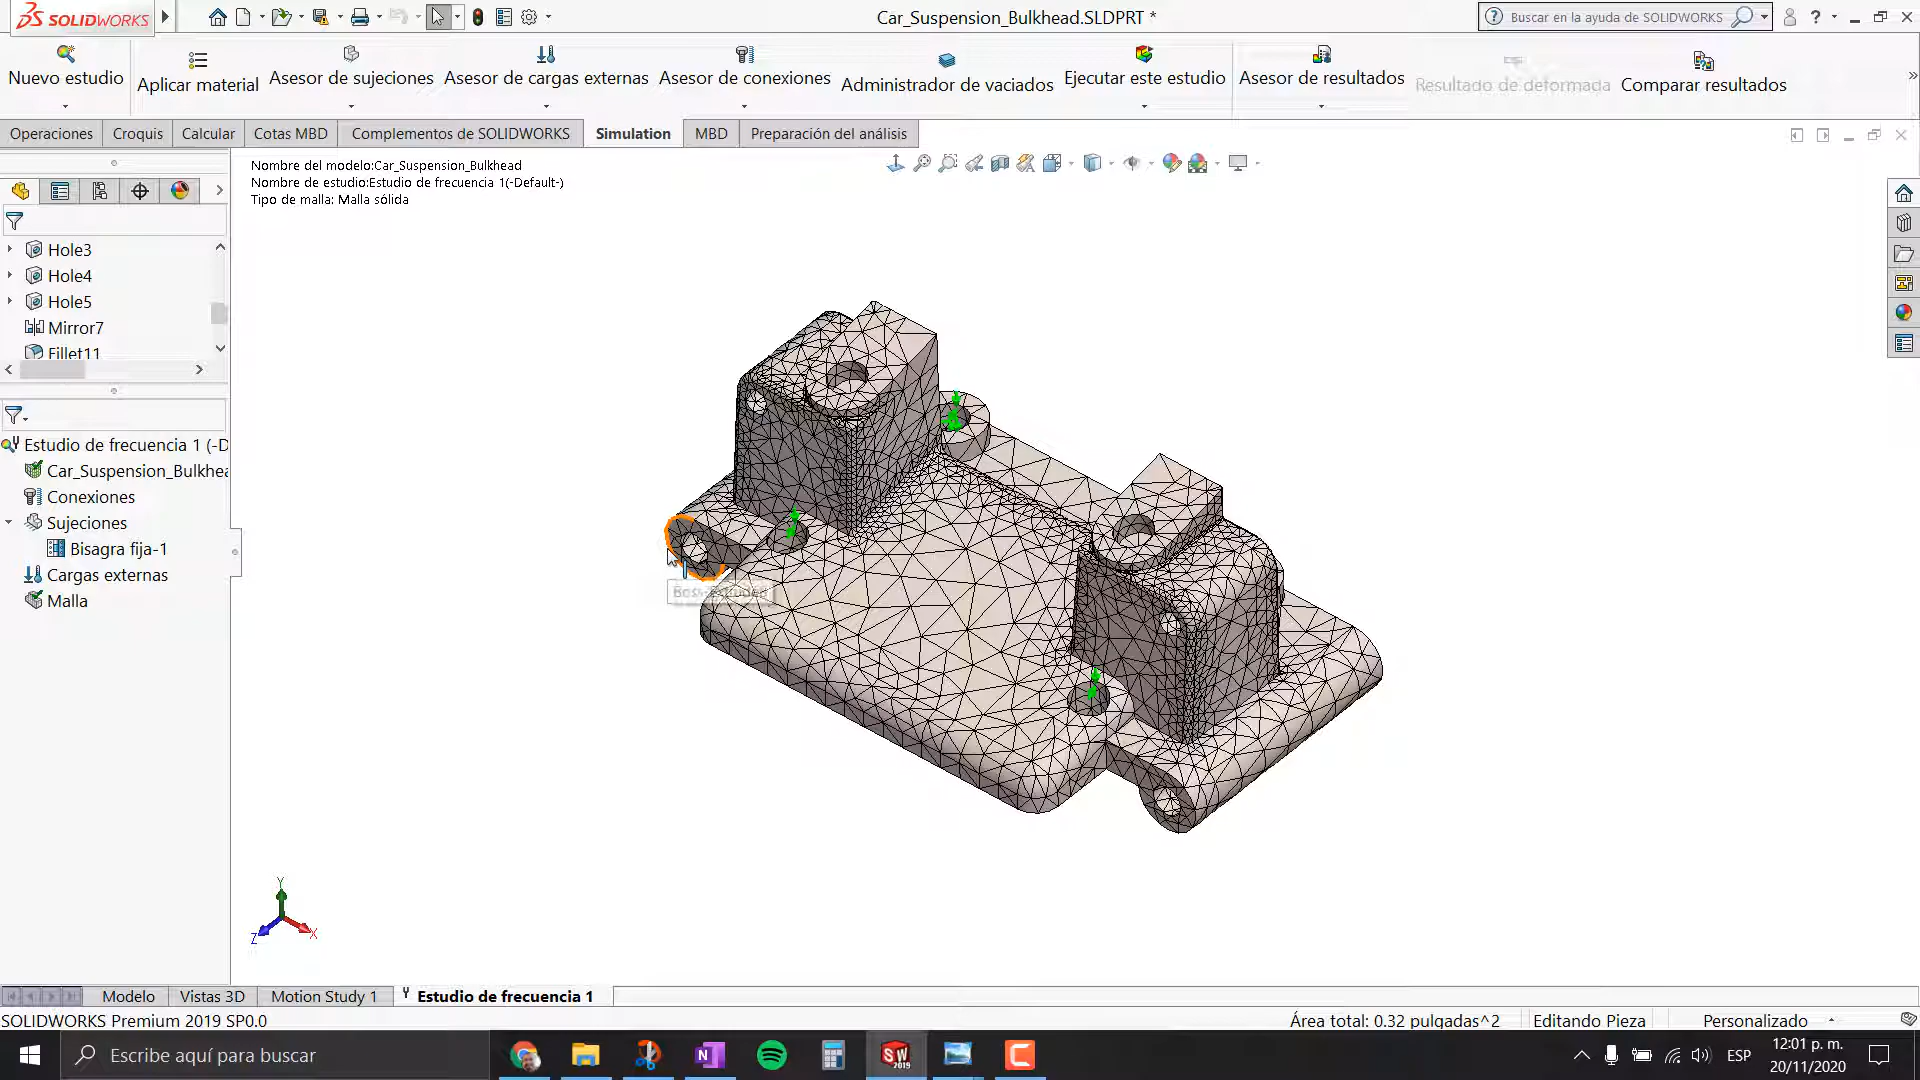 SOLIDWORKS
Car_Suspension_Bulkhead.SLDPRT *
Buscar en la ayuda de SOLIDWORKS
Nuevo estudio
Aplicar material
Asesor de sujeciones
Asesor de cargas externas
Asesor de conexiones
Administrador de vaciados
Ejecutar este estudio
Asesor de resultados
Resultado de deformada
Comparar resultados
Operaciones
Croquis
Calcular
Cotas MBD
Complementos de SOLIDWORKS
Simulation
MBD
Preparación del análisis
Nombre del modelo:Car_Suspension_Bulkhead
Nombre de estudio:Estudio de frecuencia 1(-Default-)
Tipo de malla: Malla sólida
Hole3
Hole4
Hole5
Mirror7
Fillet11
Estudio de frecuencia 1 (-D
Car_Suspension_Bulkhea
Conexiones
Sujeciones
Bisagra fija-1
Cargas externas
Malla
Y
Z
X
Modelo
Vistas 3D
Motion Study 1
Estudio de frecuencia 1
SOLIDWORKS Premium 2019 SP0.0
Área total: 0.32 pulgadas^2
Editando Pieza
Personalizado
Escribe aquí para buscar
SW
2019
ESP
12:01 p. m.
20/11/2020